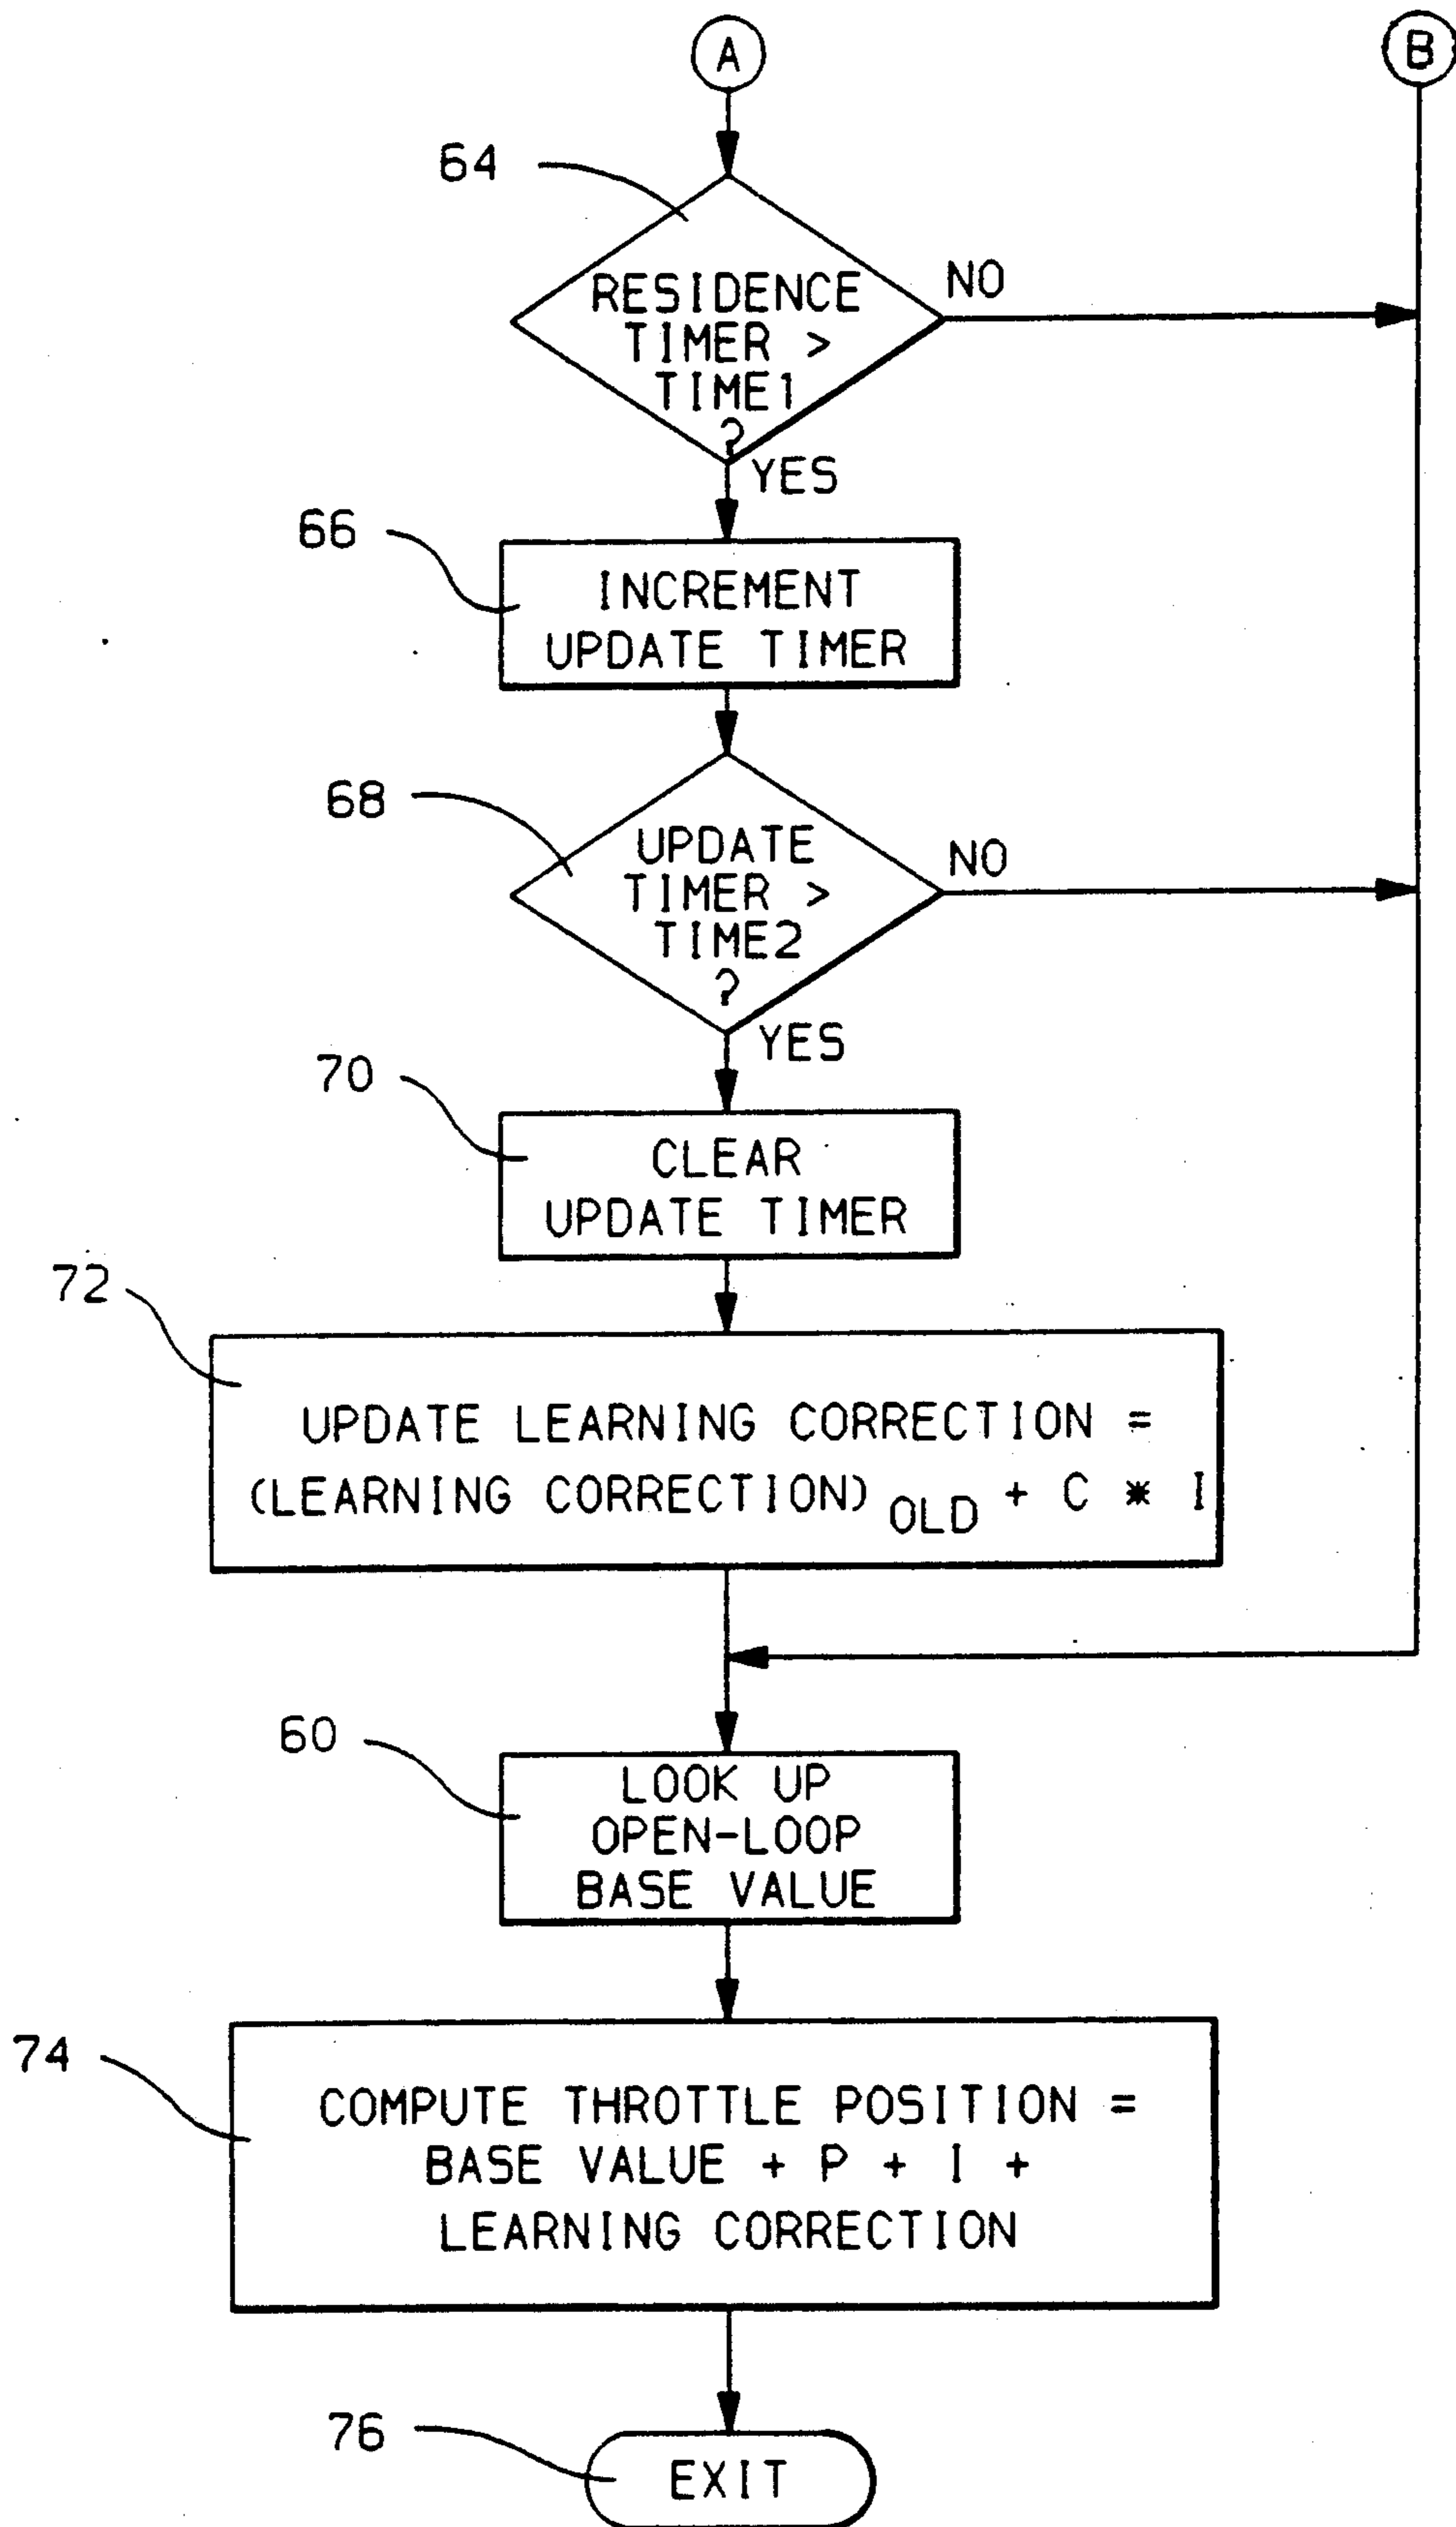 A
B
64
RESIDENCE
TIMER >
TIME1
?
NO
YES
66
INCREMENT
UPDATE TIMER
68
UPDATE
TIMER >
TIME2
?
NO
YES
70
CLEAR
UPDATE TIMER
72
UPDATE LEARNING CORRECTION =
(LEARNING CORRECTION) OLD + C * I
60
LOOK UP
OPEN-LOOP
BASE VALUE
74
COMPUTE THROTTLE POSITION =
BASE VALUE + P + I +
LEARNING CORRECTION
76
EXIT